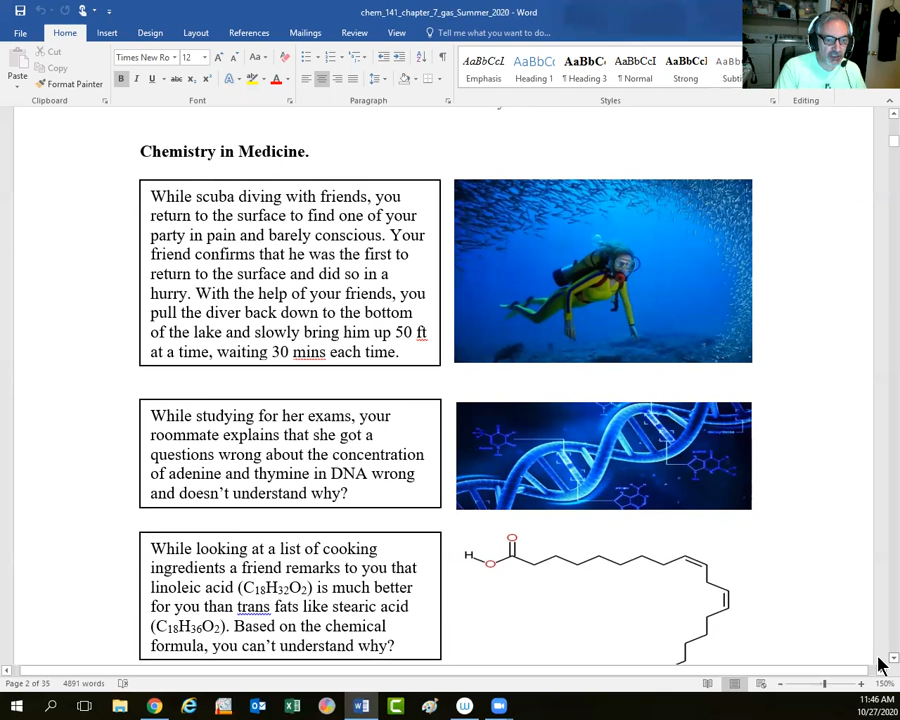 chem_141_chapter_7_gas_Summer_2020 - Word
File Home Insert Design Layout References Mailings Review View Tell me what you want to do...
Paste
Cut
Copy
Format Painter
Times New Ro 12
B I U abc x₂ x²
AaBbCcI AaBbCc AaBbCc AaBbCcI AaBbCcI AaBb
Emphasis Heading 1 ¶ Heading 3 ¶ Normal Strong Subti
Clipboard Font Paragraph Styles Editing
Chemistry in Medicine.
While scuba diving with friends, you
return to the surface to find one of your
party in pain and barely conscious. Your
friend confirms that he was the first to
return to the surface and did so in a
hurry. With the help of your friends, you
pull the diver back down to the bottom
of the lake and slowly bring him up 50 ft
at a time, waiting 30 mins each time.
While studying for her exams, your
roommate explains that she got a
questions wrong about the concentration
of adenine and thymine in DNA wrong
and doesn't understand why?
While looking at a list of cooking
ingredients a friend remarks to you that
linoleic acid (C₁₈H₃₂O₂) is much better
for you than trans fats like stearic acid
(C₁₈H₃₆O₂). Based on the chemical
formula, you can't understand why?
O
H
O
Page 2 of 35 4891 words 150%
11:46 AM
10/27/2020